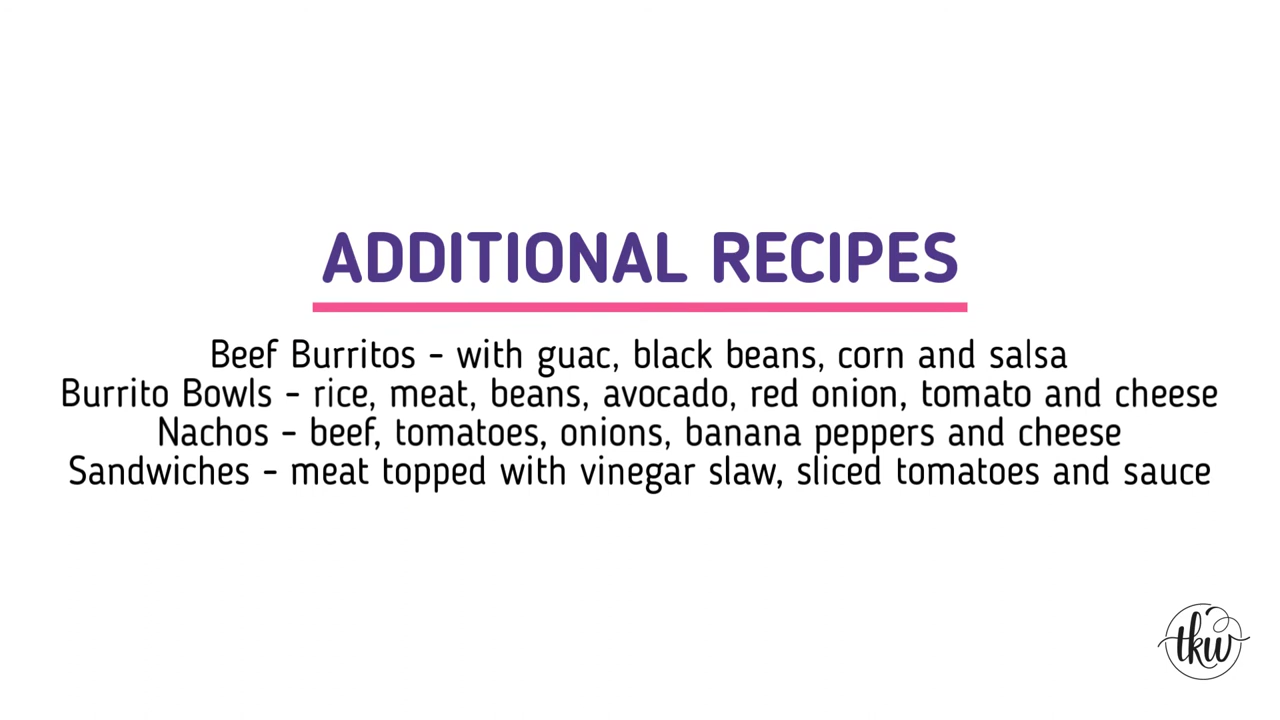 ADDITIONAL RECIPES
Beef Burritos - with guac, black beans, corn and salsa
Burrito Bowls - rice, meat, beans, avocado, red onion, tomato and cheese
Nachos - beef, tomatoes, onions, banana peppers and cheese
Sandwiches - meat topped with vinegar slaw, sliced tomatoes and sauce
tkw